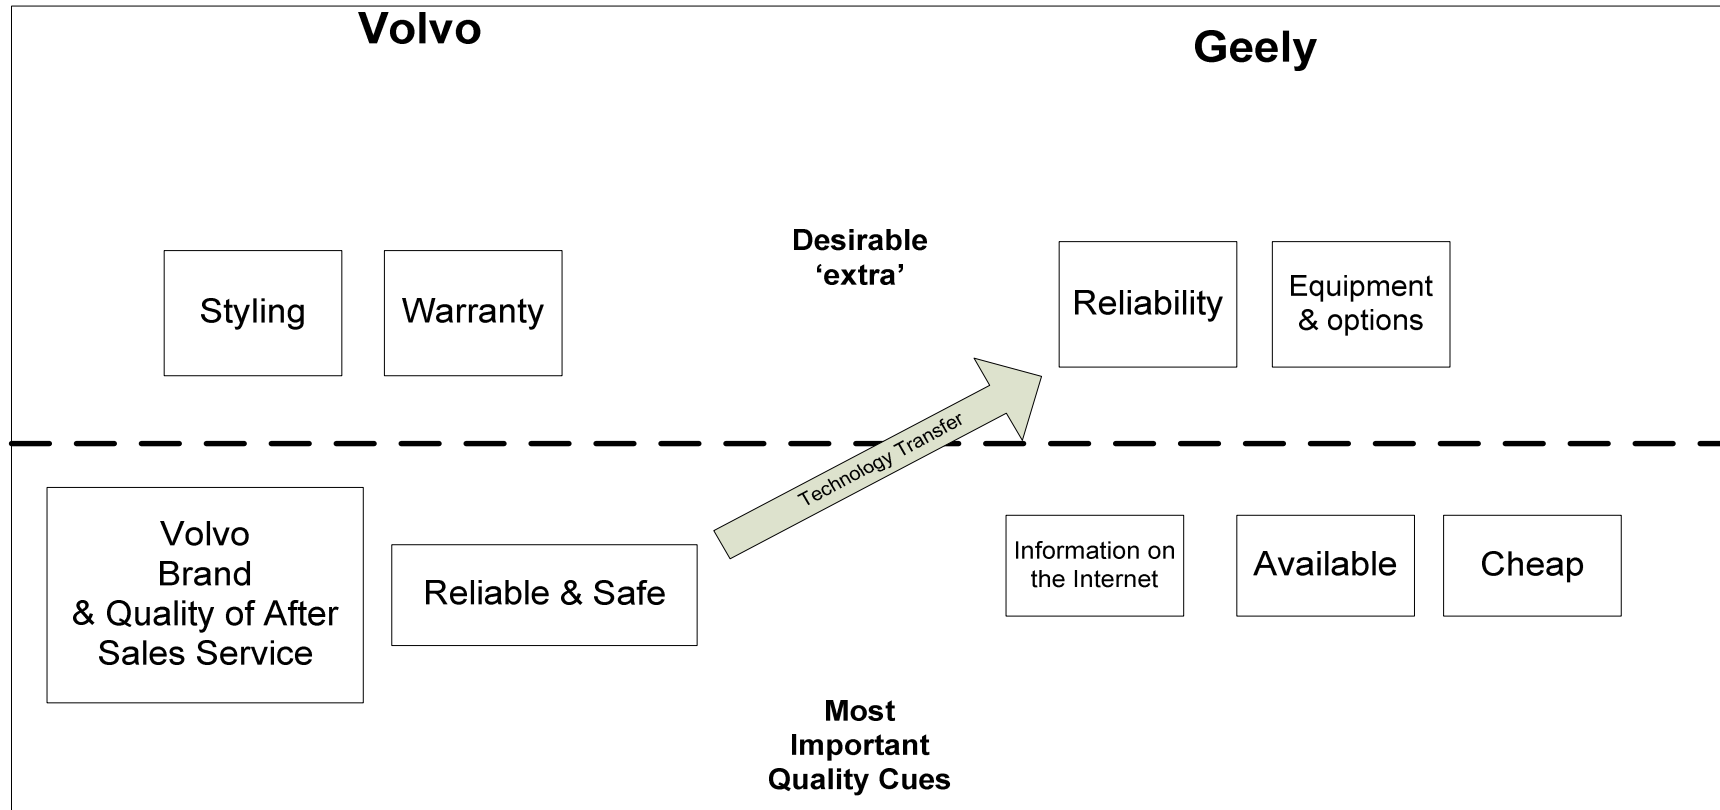 Volvo
Geely
Desirable
‘extra’
Styling
Warranty
Reliability
Equipment
& options
Technology Transfer
Volvo
Brand
& Quality of After
Sales Service
Reliable & Safe
Information on
the Internet
Available
Cheap
Most
Important
Quality Cues